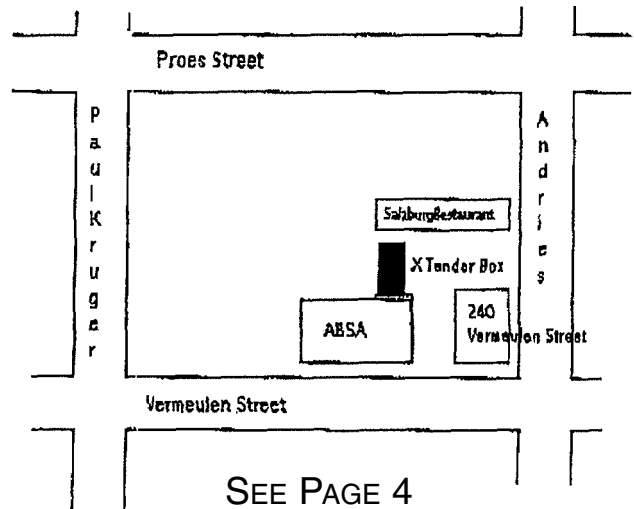 Proes Street
Paul Kruger
Andries
Salzburg Restaurant
X Tender Box
ABSA
240
Vermeulen Street
Vermeulen Street
SEE PAGE 4